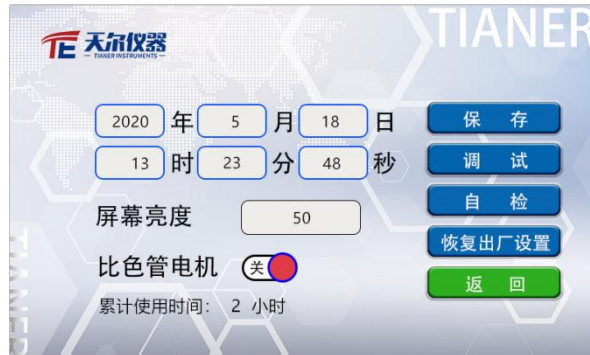 TIANER
TE 天尔仪器
TIANER INSTRUMENTS
2020 年 5 月 18 日
保 存
13 时 23 分 48 秒
调 试
自 检
屏幕亮度 50
恢复出厂设置
比色管电机 关
返 回
累计使用时间: 2 小时
TIANER